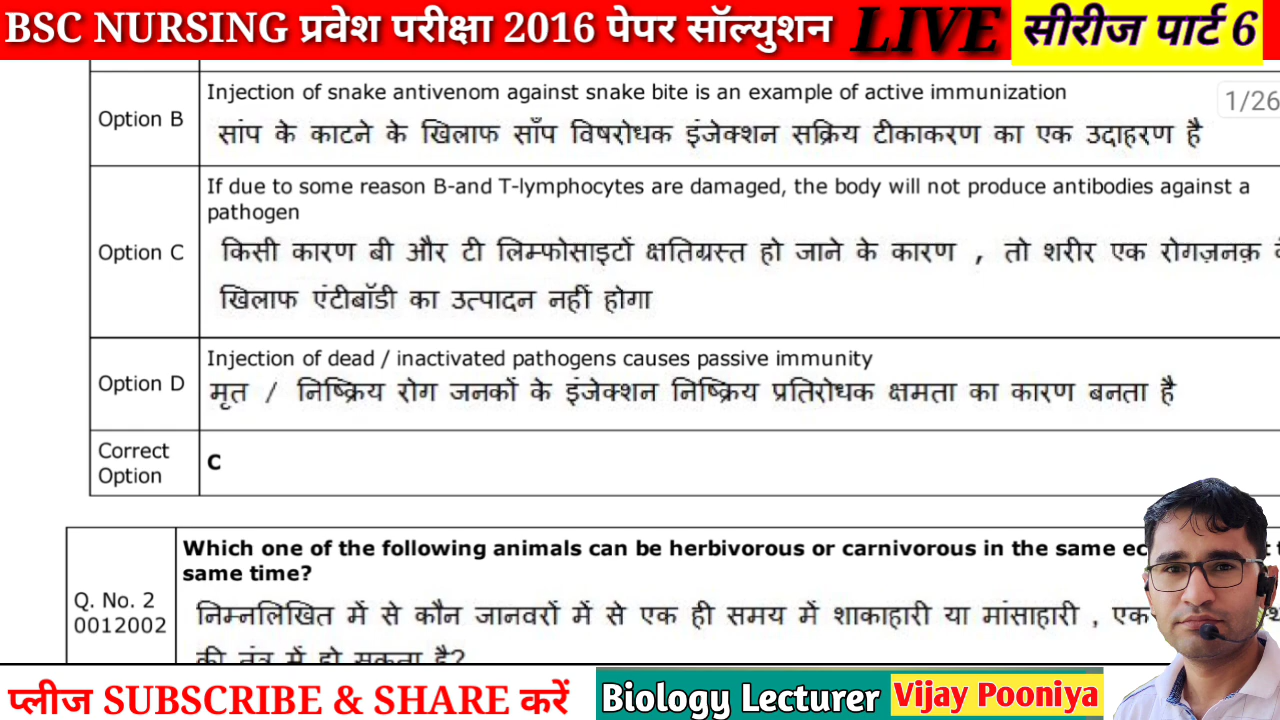 BSC NURSING प्रवेश परीक्षा 2016 पेपर सॉल्युशन LIVE सीरीज पार्ट 6
1/26
Option B
Injection of snake antivenom against snake bite is an example of active immunization
सांप के काटने के खिलाफ साँप विषरोधक इंजेक्शन सक्रिय टीकाकरण का एक उदाहरण है
Option C
If due to some reason B-and T-lymphocytes are damaged, the body will not produce antibodies against a
pathogen
किसी कारण बी और टी लिम्फोसाइटों क्षतिग्रस्त हो जाने के कारण , तो शरीर एक रोगज़नक़
खिलाफ एंटीबॉडी का उत्पादन नहीं होगा
Option D
Injection of dead / inactivated pathogens causes passive immunity
मृत / निष्क्रिय रोग जनकों के इंजेक्शन निष्क्रिय प्रतिरोधक क्षमता का कारण बनता है
Correct
Option
C
Q. No. 2
0012002
Which one of the following animals can be herbivorous or carnivorous in the same
same time?
निम्नलिखित में से कौन जानवरों में से एक ही समय में शाकाहारी या मांसाहारी , एक
की तंत्र में हो सकता है?
प्लीज SUBSCRIBE & SHARE करें
Biology Lecturer Vijay Pooniya